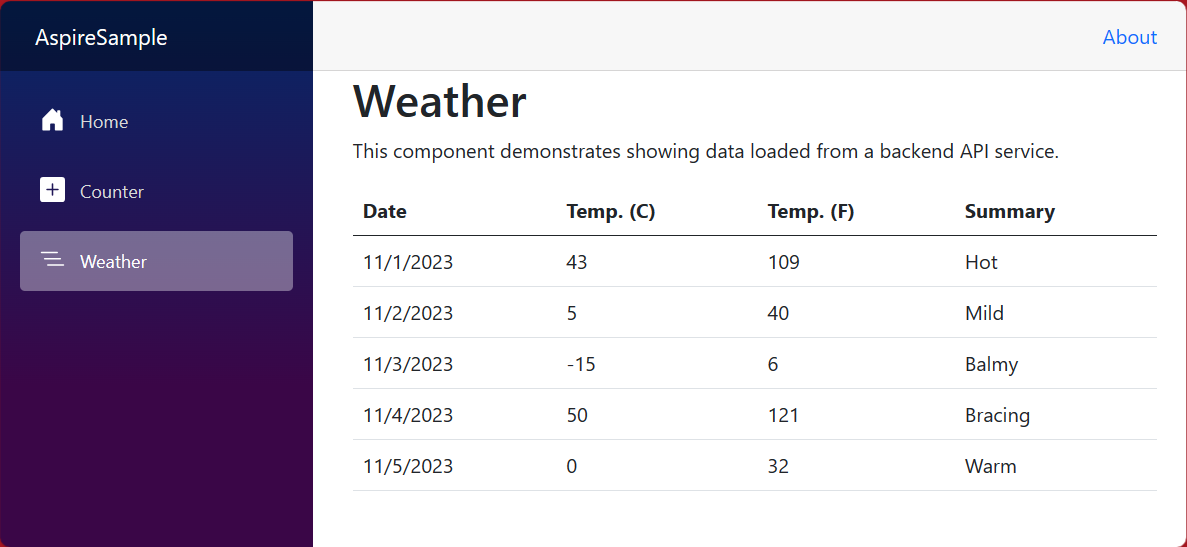 AspireSample
About
Home
Counter
Weather
Weather
This component demonstrates showing data loaded from a backend API service.
Date Temp. (C) Temp. (F) Summary
11/1/2023 43 109 Hot
11/2/2023 5 40 Mild
11/3/2023 -15 6 Balmy
11/4/2023 50 121 Bracing
11/5/2023 0 32 Warm